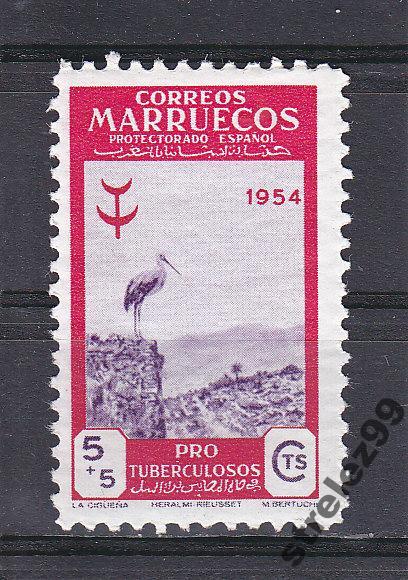 CORREOS
MARRUECOS
PROTECTORADO ESPAÑOL
1954
5+5
CTS
PRO
TUBERCULOSOS
LA CIGÜEÑA HERALMI-RIEUSSET M. BERTUCHI
strelez99